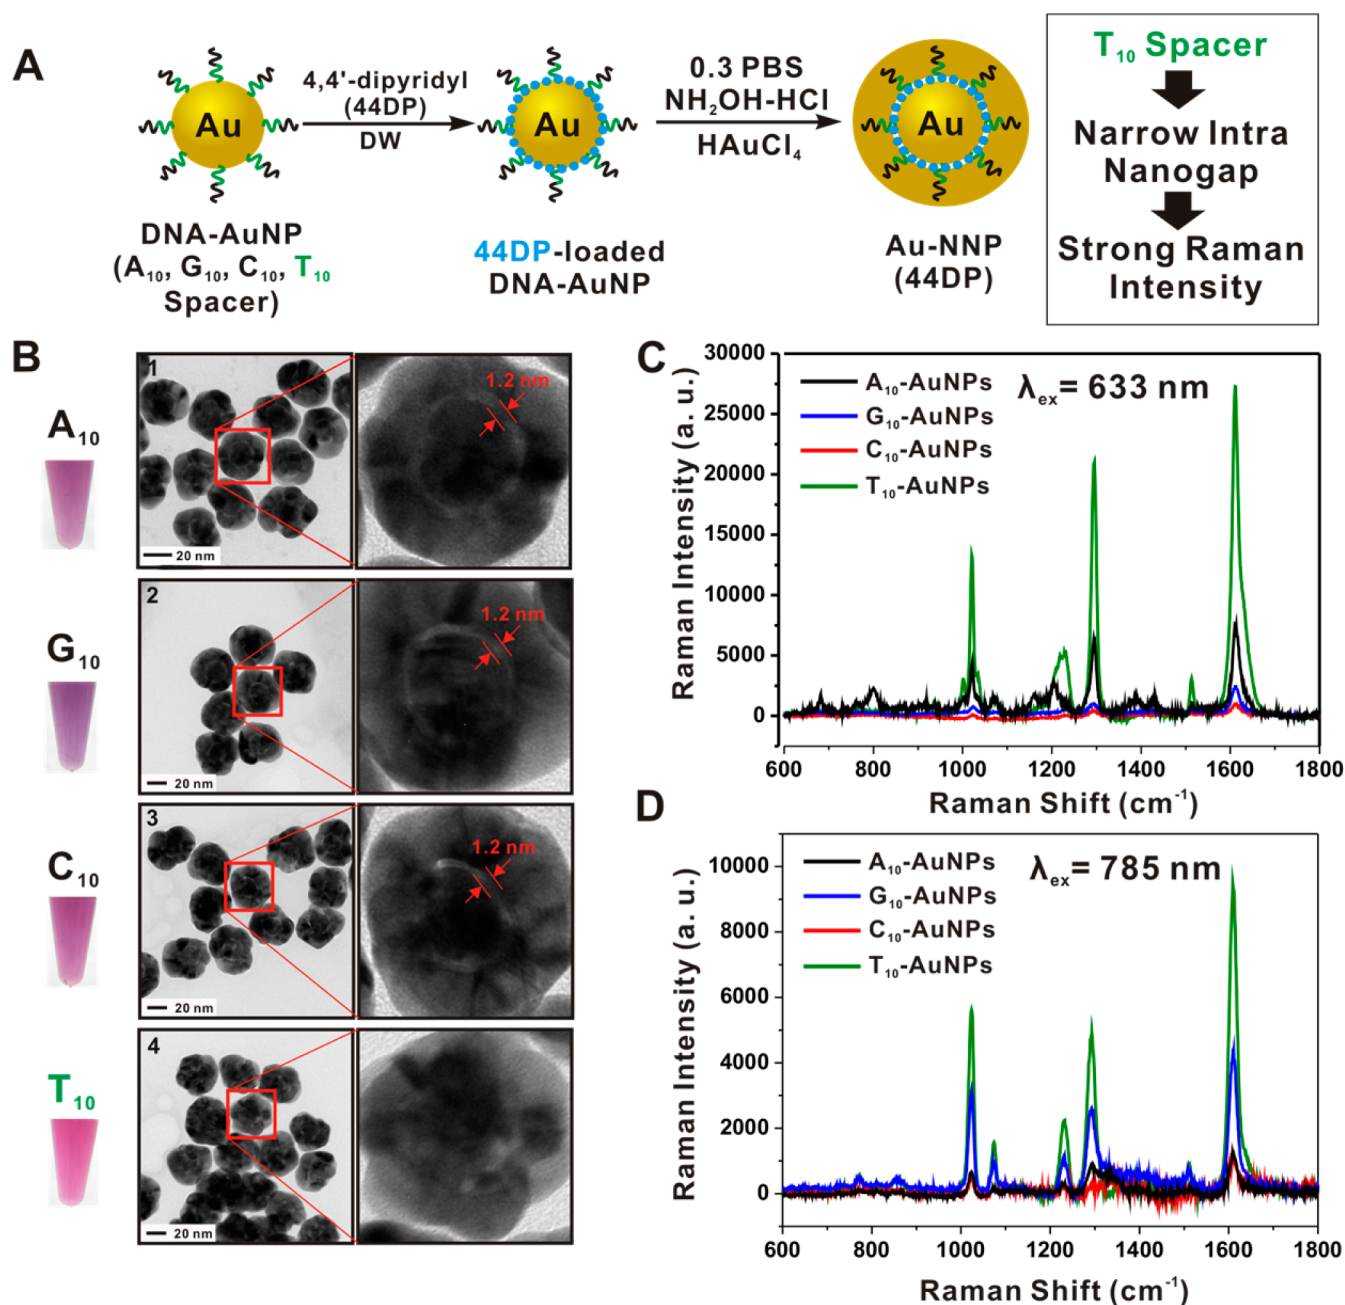 A
Au
4,4'-dipyridyl
(44DP)
DW
Au
0.3 PBS
NH₂OH-HCl
HAuCl₄
Au
DNA-AuNP
(A₁₀, G₁₀, C₁₀, T₁₀
Spacer)
44DP-loaded
DNA-AuNP
Au-NNP
(44DP)
T₁₀ Spacer
Narrow Intra
Nanogap
Strong Raman
Intensity
B
A₁₀
1
20 nm
1.2 nm
G₁₀
2
20 nm
1.2 nm
C₁₀
3
20 nm
1.2 nm
T₁₀
4
20 nm
C
Raman Intensity (a. u.)
30000
25000
20000
15000
10000
5000
0
A₁₀-AuNPs
G₁₀-AuNPs
C₁₀-AuNPs
T₁₀-AuNPs
λₑₓ= 633 nm
600 800 1000 1200 1400 1600 1800
Raman Shift (cm⁻¹)
D
Raman Intensity (a. u.)
10000
8000
6000
4000
2000
0
A₁₀-AuNPs
G₁₀-AuNPs
C₁₀-AuNPs
T₁₀-AuNPs
λₑₓ= 785 nm
600 800 1000 1200 1400 1600 1800
Raman Shift (cm⁻¹)